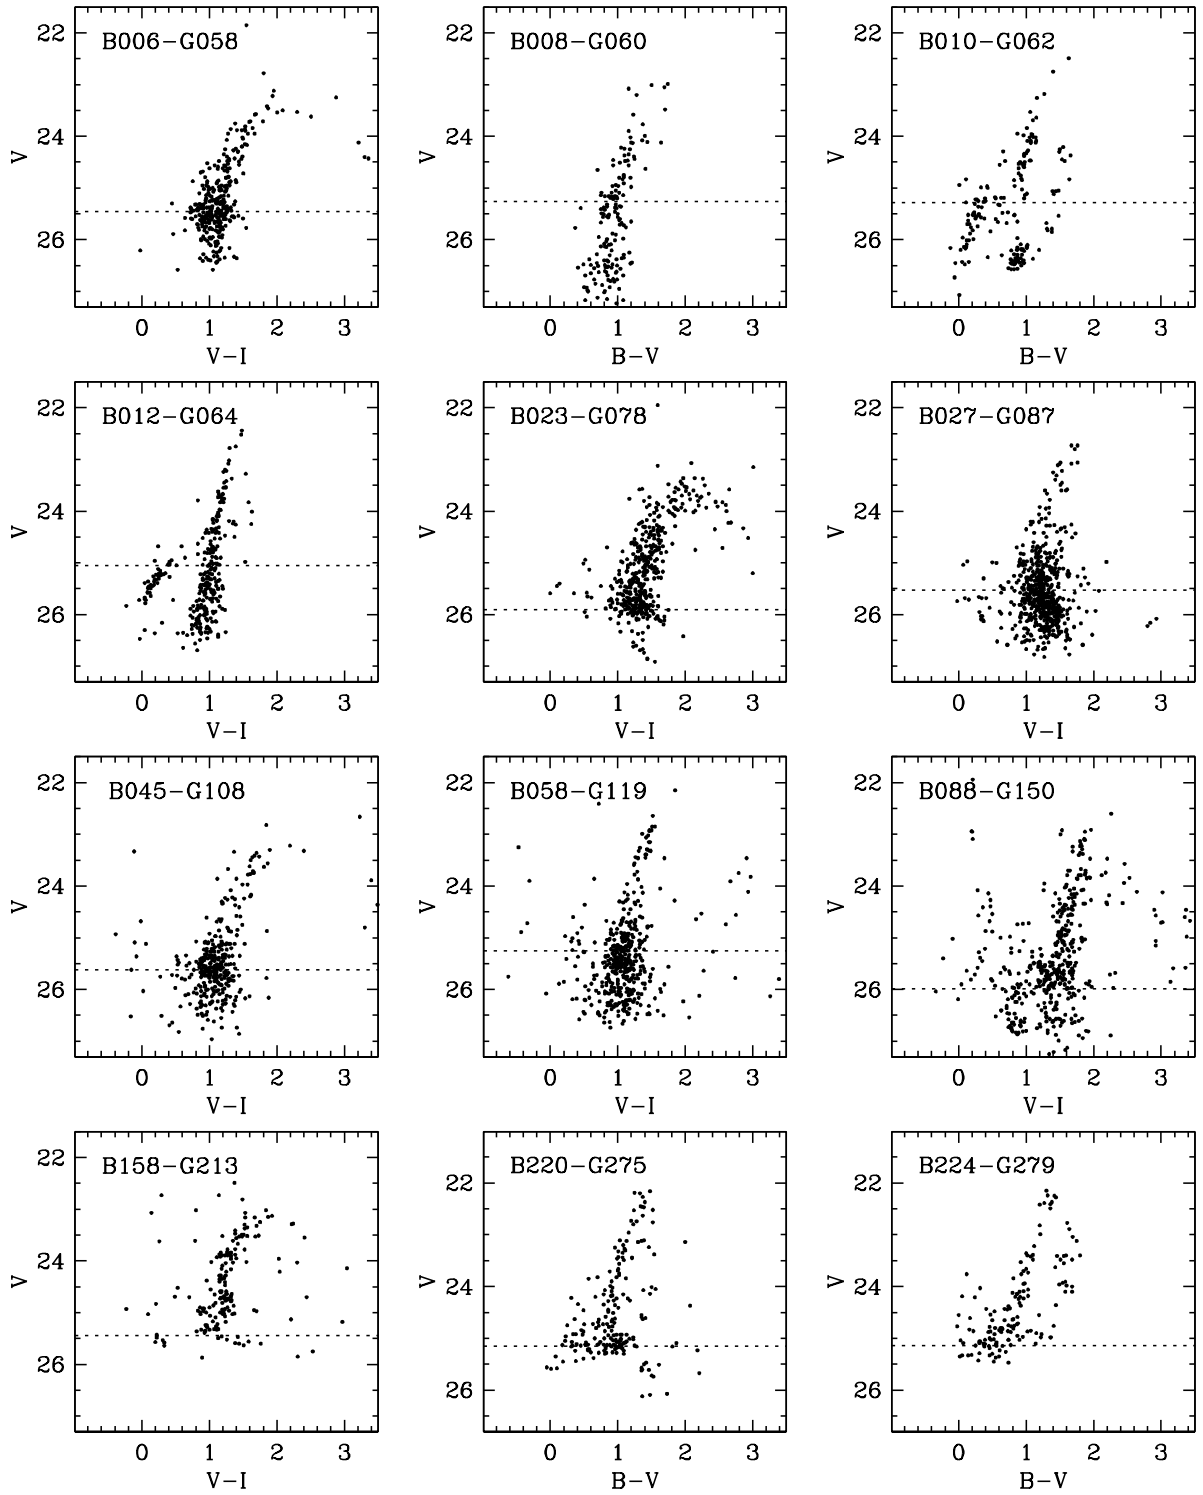 B006-G058
B008-G060
B010-G062
22
24
26
V
22
24
26
V
22
24
26
V
0 1 2 3
0 1 2 3
0 1 2 3
V-I
B-V
B-V
B012-G064
B023-G078
B027-G087
22
24
26
V
22
24
26
V
22
24
26
V
0 1 2 3
0 1 2 3
0 1 2 3
V-I
V-I
V-I
B045-G108
B058-G119
B088-G150
22
24
26
V
22
24
26
V
22
24
26
V
0 1 2 3
0 1 2 3
0 1 2 3
V-I
V-I
V-I
B158-G213
B220-G275
B224-G279
22
24
26
V
22
24
26
V
22
24
26
V
0 1 2 3
0 1 2 3
0 1 2 3
V-I
B-V
B-V